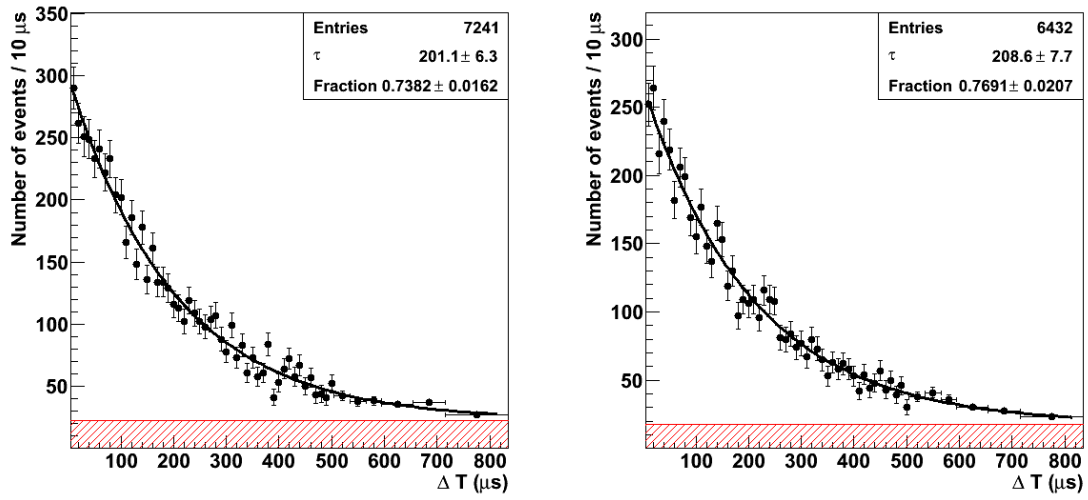 Number of events / 10 μs
350
300
250
200
150
100
50
Entries 7241
τ 201.1 ± 6.3
Fraction 0.7382 ± 0.0162
100 200 300 400 500 600 700 800
Δ T (μs)
Number of events / 10 μs
300
250
200
150
100
50
Entries 6432
τ 208.6 ± 7.7
Fraction 0.7691 ± 0.0207
100 200 300 400 500 600 700 800
Δ T (μs)